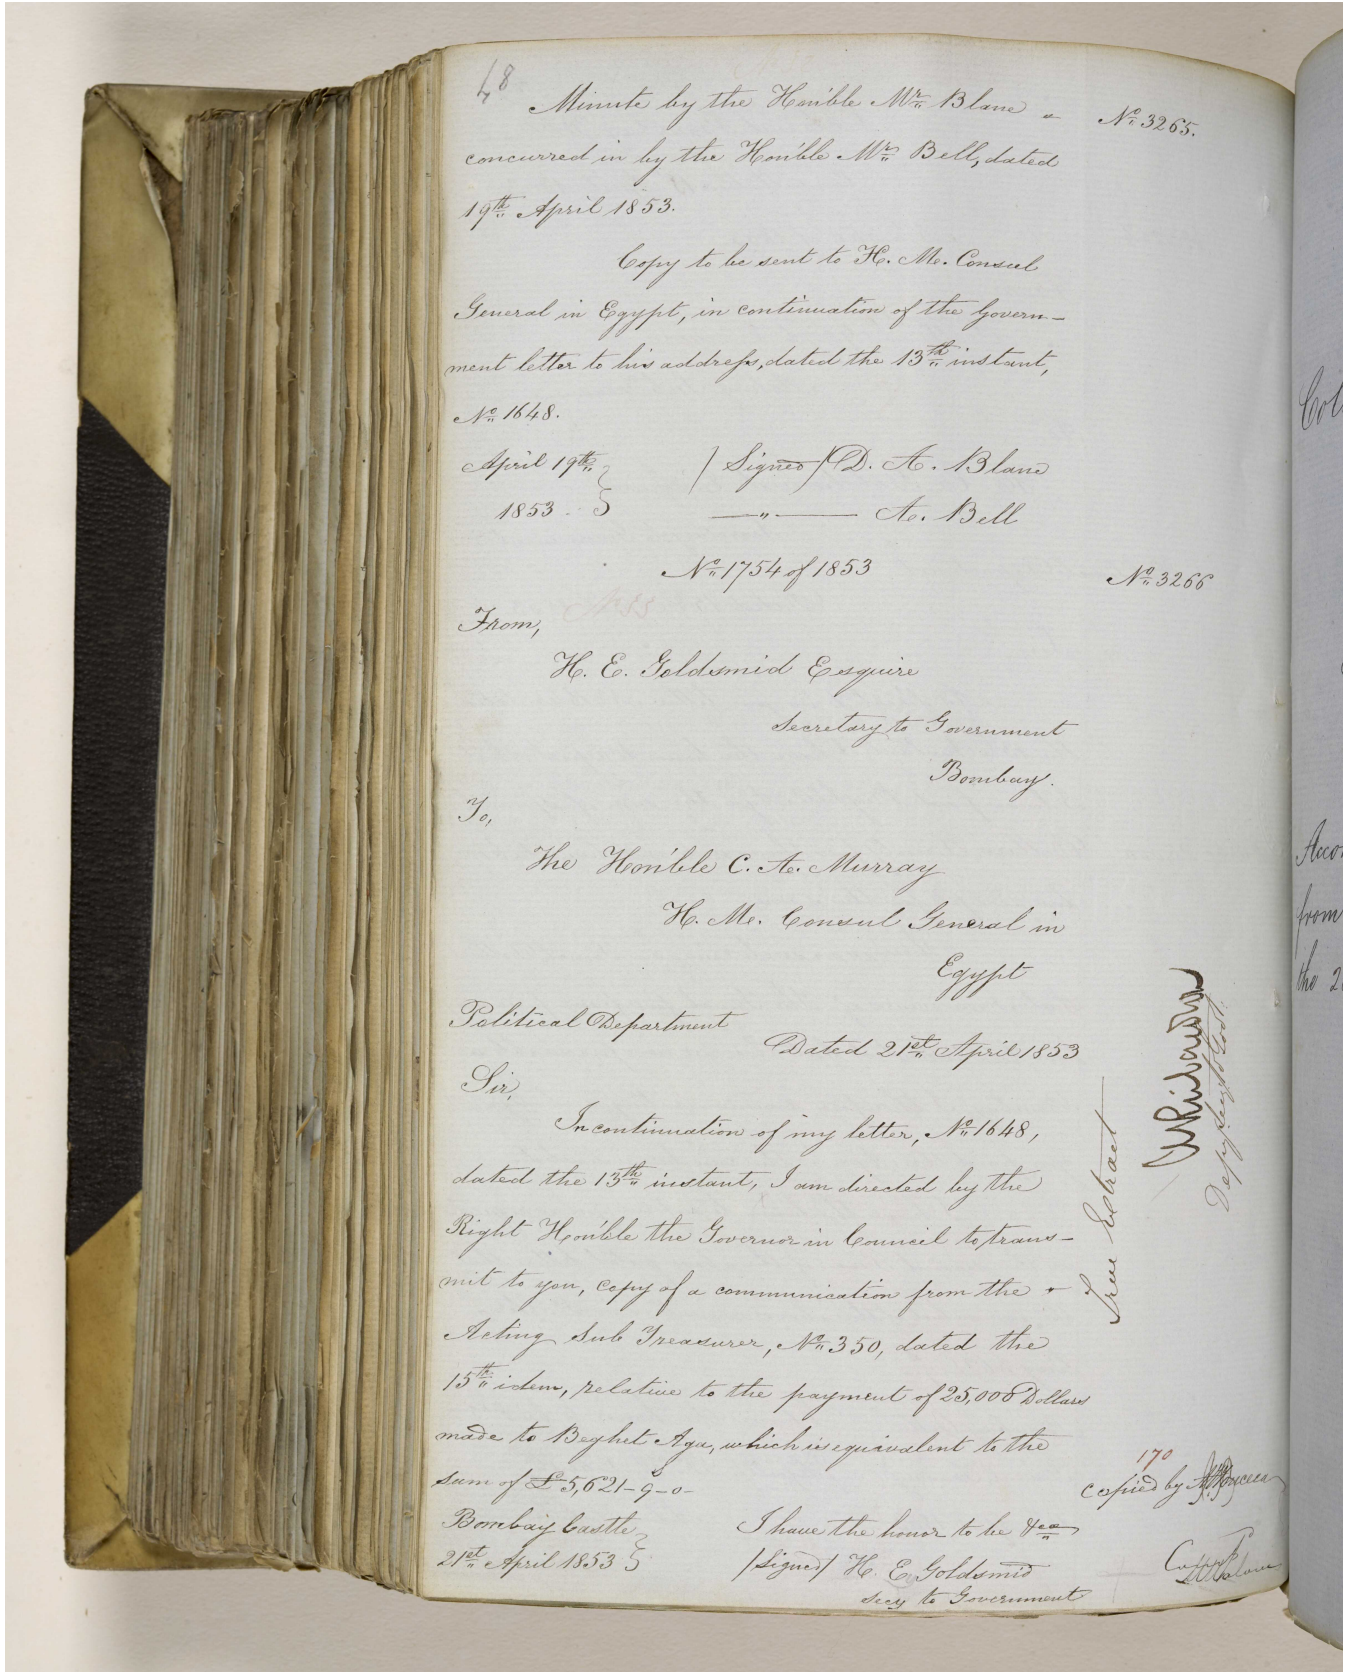 48
Minute by the Hon'ble Mr. Blane
No. 3265.
concurred in by the Hon'ble Mr. Bell, dated
19th April 1853.
Copy to be sent to H. M. Consul
General in Egypt, in continuation of the Govern-
ment letter to his address, dated the 13th instant,
No. 1648.
April 19th
1853
/Signed/ D. A. Blane
—"— A. Bell
No. 1754 of 1853
No. 3266
From,
H. E. Goldsmid Esquire
Secretary to Government
Bombay.
To,
The Hon'ble C. A. Murray
H. M. Consul General in
Egypt
Political Department
Dated 21st April 1853
Sir,
In continuation of my letter, No. 1648,
dated the 13th instant, I am directed by the
Right Hon'ble the Governor in Council to trans-
mit to you, copy of a communication from the
Acting Sub Treasurer, No. 350, dated the
15th idem, relative to the payment of 25,000 Dollars
made to Beghet Aga, which is equivalent to the
sum of £5,621-9-0-
Bombay Castle
21st April 1853
I have the honor to be &ca
/Signed/ H. E. Goldsmid
Secy to Government
True Extract
Depy Secy to Govt.
170
copied by
Col
Acco
from
the 2